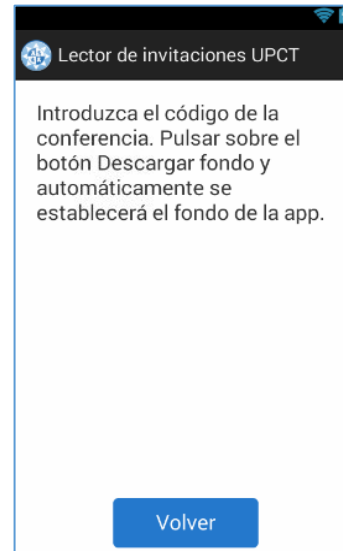 Lector de invitaciones UPCT
Introduzca el código de la
conferencia. Pulsar sobre el
botón Descargar fondo y
automáticamente se
establecerá el fondo de la app.
Volver